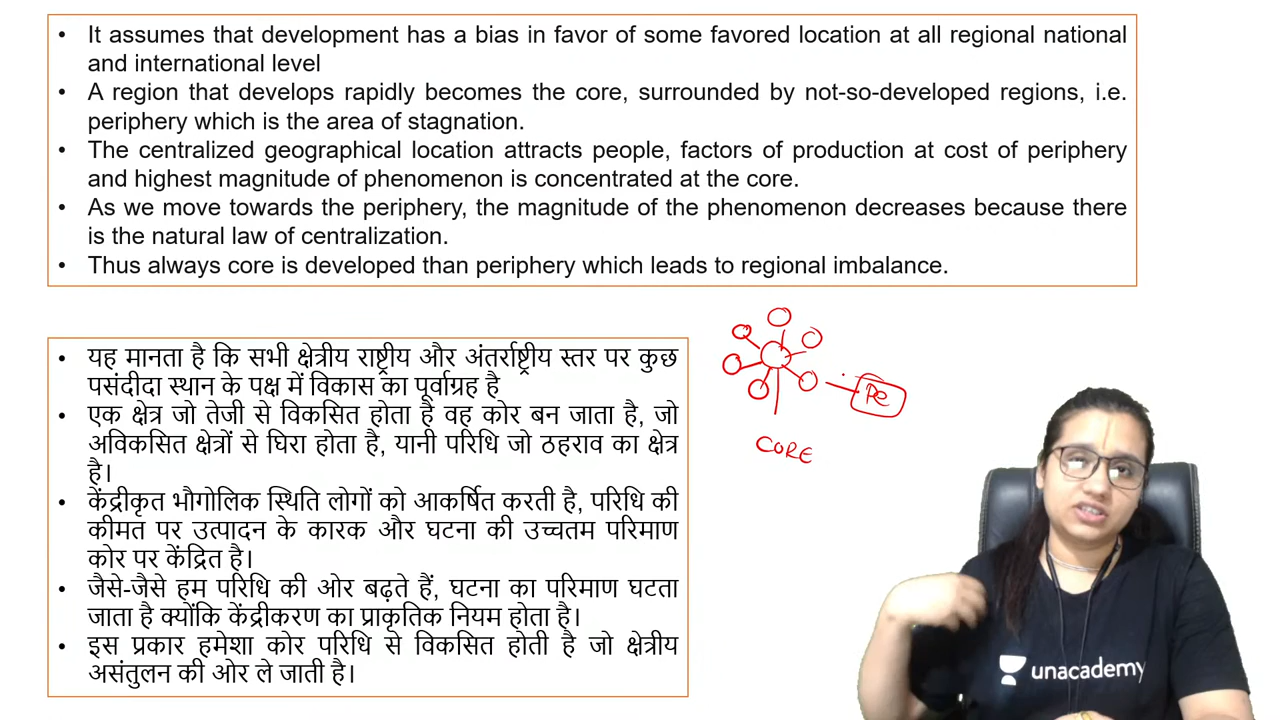 • It assumes that development has a bias in favor of some favored location at all regional national
and international level
• A region that develops rapidly becomes the core, surrounded by not-so-developed regions, i.e.
periphery which is the area of stagnation.
• The centralized geographical location attracts people, factors of production at cost of periphery
and highest magnitude of phenomenon is concentrated at the core.
• As we move towards the periphery, the magnitude of the phenomenon decreases because there
is the natural law of centralization.
• Thus always core is developed than periphery which leads to regional imbalance.
• यह मानता है कि सभी क्षेत्रीय राष्ट्रीय और अंतर्राष्ट्रीय स्तर पर कुछ
पसंदीदा स्थान के पक्ष में विकास का पूर्वाग्रह है
• एक क्षेत्र जो तेजी से विकसित होता है वह कोर बन जाता है, जो
अविकसित क्षेत्रों से घिरा होता है, यानी परिधि जो ठहराव का क्षेत्र
है।
• केंद्रीकृत भौगोलिक स्थिति लोगों को आकर्षित करती है, परिधि की
कीमत पर उत्पादन के कारक और घटना की उच्चतम परिमाण
कोर पर केंद्रित है।
• जैसे-जैसे हम परिधि की ओर बढ़ते हैं, घटना का परिमाण घटता
जाता है क्योंकि केंद्रीकरण का प्राकृतिक नियम होता है।
• इस प्रकार हमेशा कोर परिधि से विकसित होती है जो क्षेत्रीय
असंतुलन की ओर ले जाती है।
Pe
CORE
unacademy